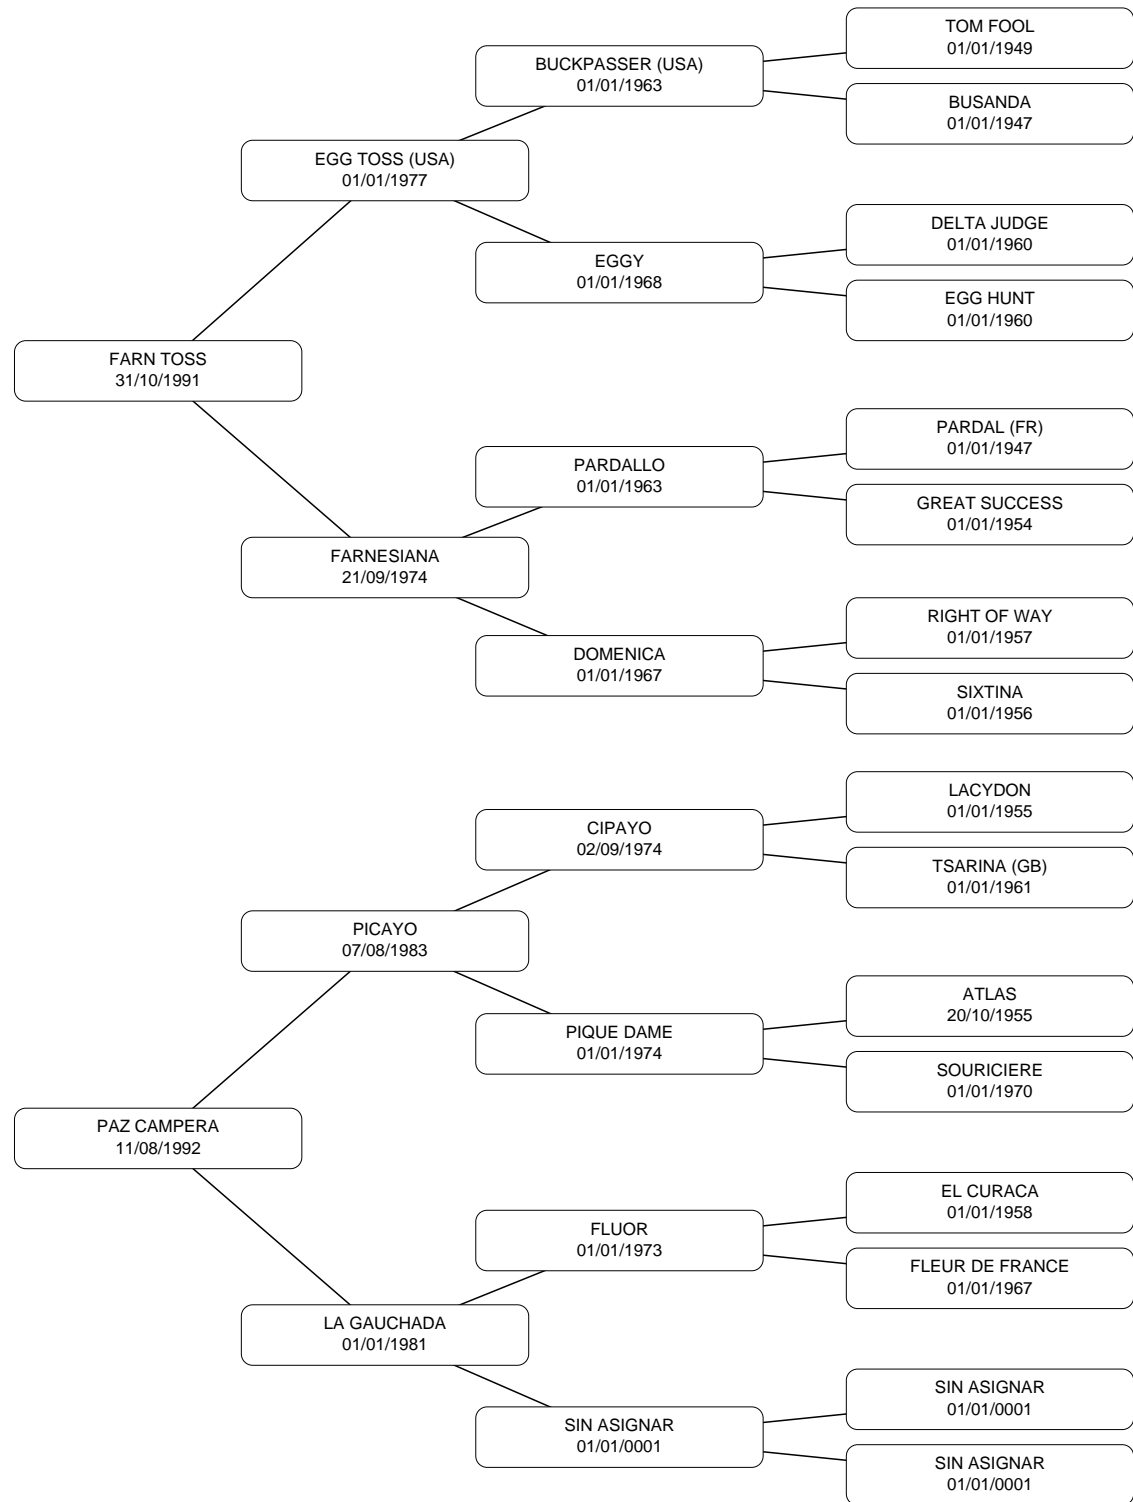 TOM FOOL
01/01/1949
BUCKPASSER (USA)
01/01/1963
BUSANDA
01/01/1947
EGG TOSS (USA)
01/01/1977
DELTA JUDGE
01/01/1960
EGGY
01/01/1968
EGG HUNT
01/01/1960
FARN TOSS
31/10/1991
PARDAL (FR)
01/01/1947
PARDALLO
01/01/1963
GREAT SUCCESS
01/01/1954
FARNESIANA
21/09/1974
RIGHT OF WAY
01/01/1957
DOMENICA
01/01/1967
SIXTINA
01/01/1956
LACYDON
01/01/1955
CIPAYO
02/09/1974
TSARINA (GB)
01/01/1961
PICAYO
07/08/1983
ATLAS
20/10/1955
PIQUE DAME
01/01/1974
SOURICIERE
01/01/1970
PAZ CAMPERA
11/08/1992
EL CURACA
01/01/1958
FLUOR
01/01/1973
FLEUR DE FRANCE
01/01/1967
LA GAUCHADA
01/01/1981
SIN ASIGNAR
01/01/0001
SIN ASIGNAR
01/01/0001
SIN ASIGNAR
01/01/0001